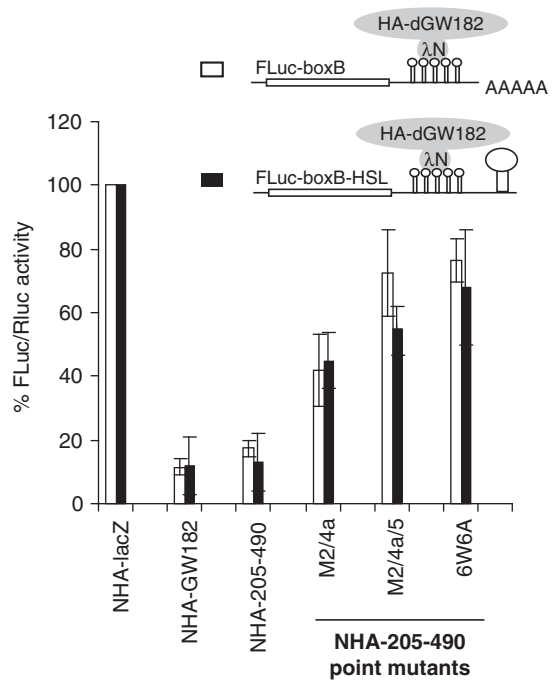 HA-dGW182
λN
FLuc-boxB
AAAAA
HA-dGW182
λN
FLuc-boxB-HSL
120
100
80
60
40
20
0
% FLuc/Rluc activity
NHA-lacZ
NHA-GW182
NHA-205-490
M2/4a
M2/4a/5
6W6A
NHA-205-490
point mutants